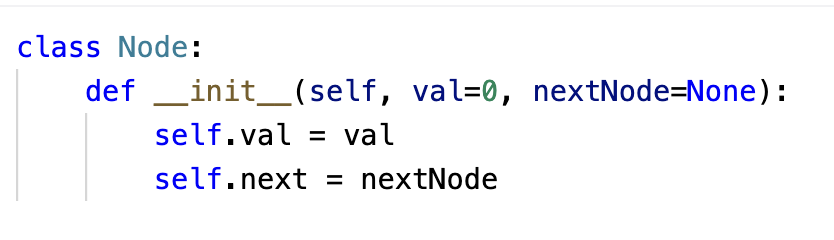 class Node:
    def __init__(self, val=0, nextNode=None):
        self.val = val
        self.next = nextNode